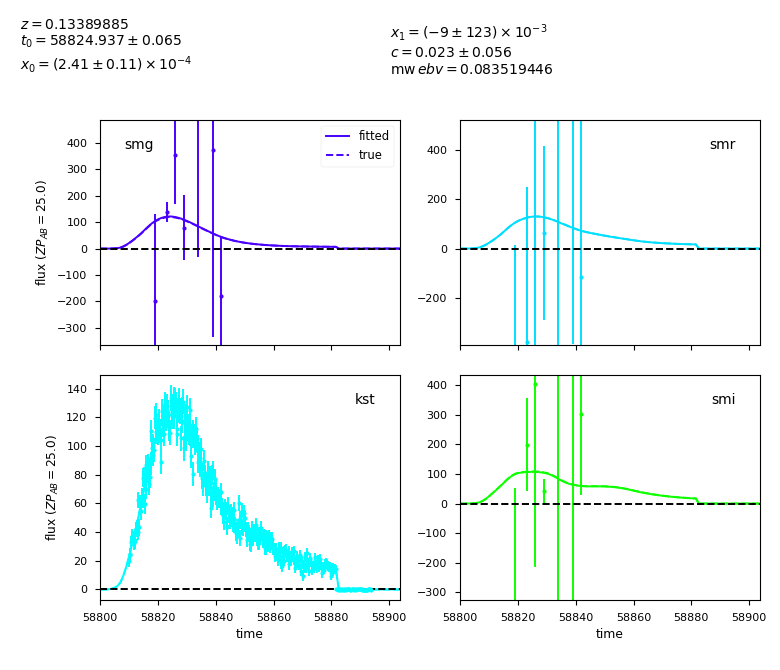 z = 0.13389885
t₀ = 58824.937 ± 0.065
x₀ = (2.41 ± 0.11) × 10⁻⁴
x₁ = (−9 ± 123) × 10⁻³
c = 0.023 ± 0.056
mw ebv = 0.083519446
smg
fitted
true
400
300
200
100
0
−100
−200
−300
flux (ZP_AB = 25.0)
smr
400
200
0
−200
kst
140
120
100
80
60
40
20
0
flux (ZP_AB = 25.0)
58800 58820 58840 58860 58880 58900
time
smi
400
300
200
100
0
−100
−200
−300
58800 58820 58840 58860 58880 58900
time